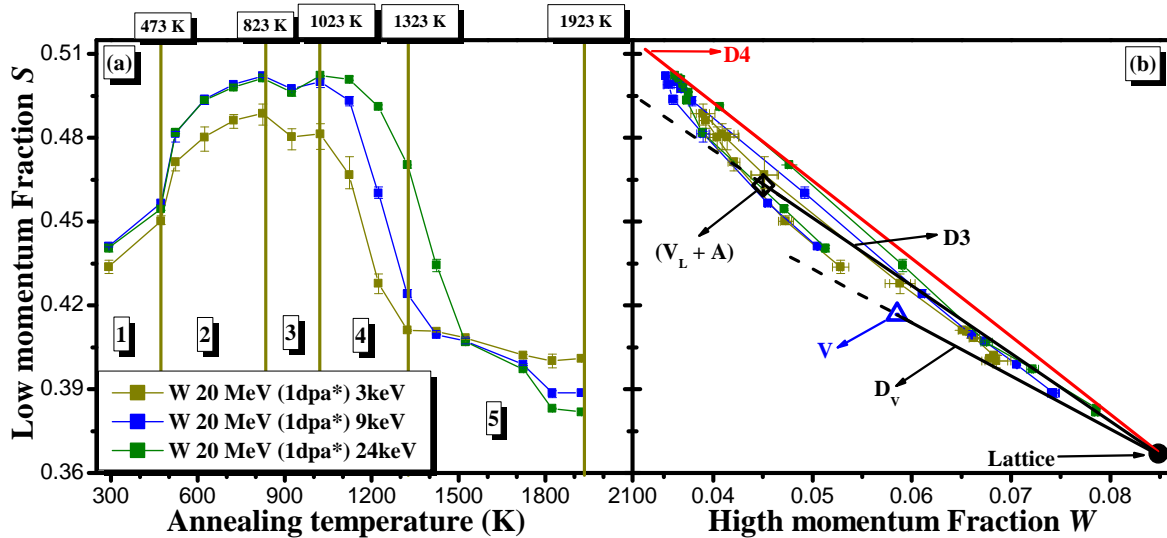 473 K
823 K
1023 K
1323 K
1923 K
0.51
0.48
0.45
0.42
0.39
0.36
Low momentum Fraction S
(a)
1
2
3
4
5
W 20 MeV (1dpa*) 3keV
W 20 MeV (1dpa*) 9keV
W 20 MeV (1dpa*) 24keV
300 600 900 1200 1500 1800 2100
Annealing temperature (K)
D4
(b)
(V_L + A)
D3
V
D_V
Lattice
0.04 0.05 0.06 0.07 0.08
Higth momentum Fraction W